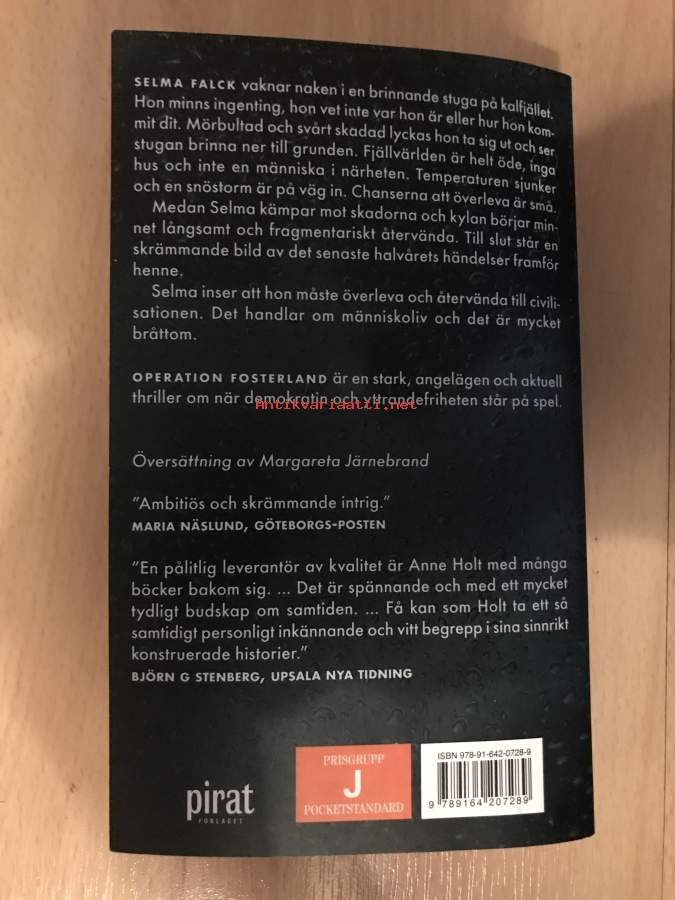 SELMA FALCK vaknar naken i en brinnande stuga på kalfjället.
Hon minns ingenting, hon vet inte var hon är eller hur hon kom-
mit dit. Mörbultad och svårt skadad lyckas hon ta sig ut och ser
stugan brinna ner till grunden. Fjällvärlden är helt öde, inga
hus och inte en människa i närheten. Temperaturen sjunker
och en snöstorm är på väg in. Chanserna att överleva är små.
Medan Selma kämpar mot skadorna och kylan börjar min-
net långsamt och fragmentariskt återvända. Till slut står en
skrämmande bild av det senaste halvårets händelser framför
henne.
Selma inser att hon måste överleva och återvända till civili-
sationen. Det handlar om människoliv och det är mycket
bråttom.
OPERATION FOSTERLAND är en stark, angelägen och aktuell
thriller om när demokratin och yttrandefriheten står på spel.
Antikvariaatti.net
Översättning av Margareta Järnebrand
”Ambitiös och skrämmande intrig.”
MARIA NÄSLUND, GÖTEBORGS-POSTEN
”En pålitlig leverantör av kvalitet är Anne Holt med många
böcker bakom sig. ... Det är spännande och med ett mycket
tydligt budskap om samtiden. ... Få kan som Holt ta ett så
samtidigt personligt inkännande och vitt begrepp i sina sinnrikt
konstruerade historier.”
BJÖRN G STENBERG, UPSALA NYA TIDNING
pirat
FÖRLAGET
PRISGRUPP
J
POCKETSTANDARD
ISBN 978-91-642-0728-9
9 789164 207289